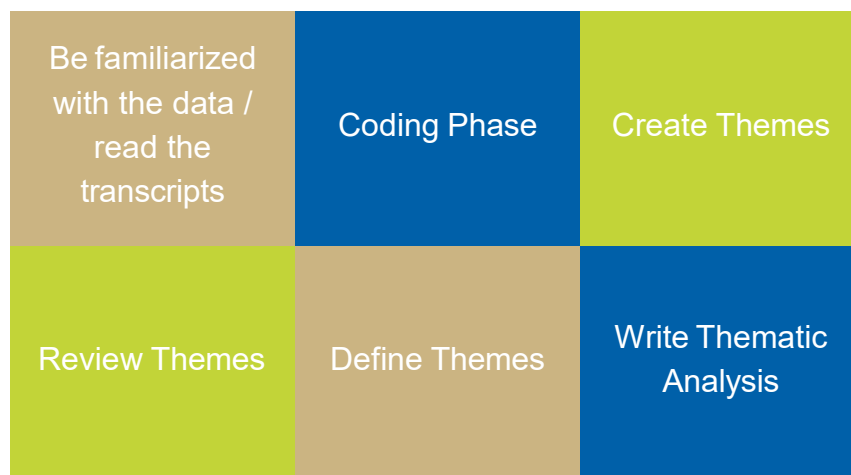 Be familiarized
with the data /
read the
transcripts
Coding Phase
Create Themes
Review Themes
Define Themes
Write Thematic
Analysis